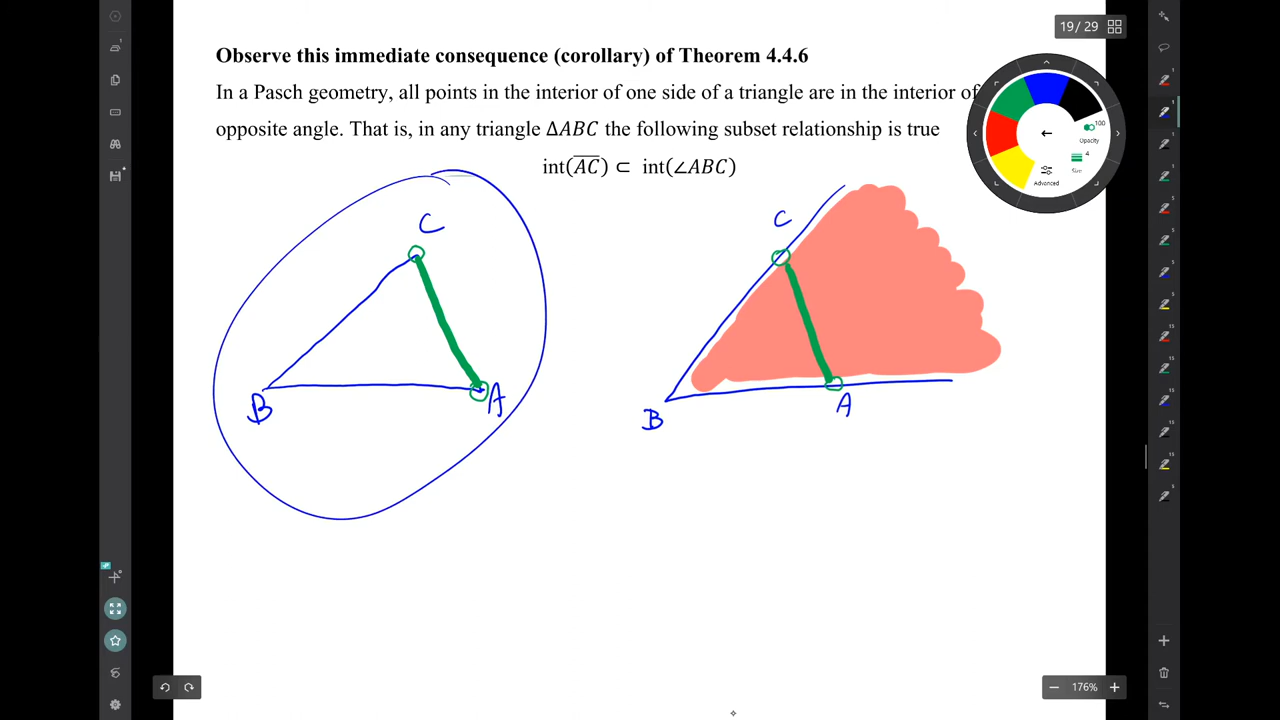 19 / 29
Observe this immediate consequence (corollary) of Theorem 4.4.6
In a Pasch geometry, all points in the interior of one side of a triangle are in the interior of
opposite angle. That is, in any triangle Δ𝐴𝐵𝐶 the following subset relationship is true
int(𝐴𝐶̅) ⊂ int(∠𝐴𝐵𝐶)
100
Opacity
4
Size
Advanced
C
B
A
C
B
A
176%